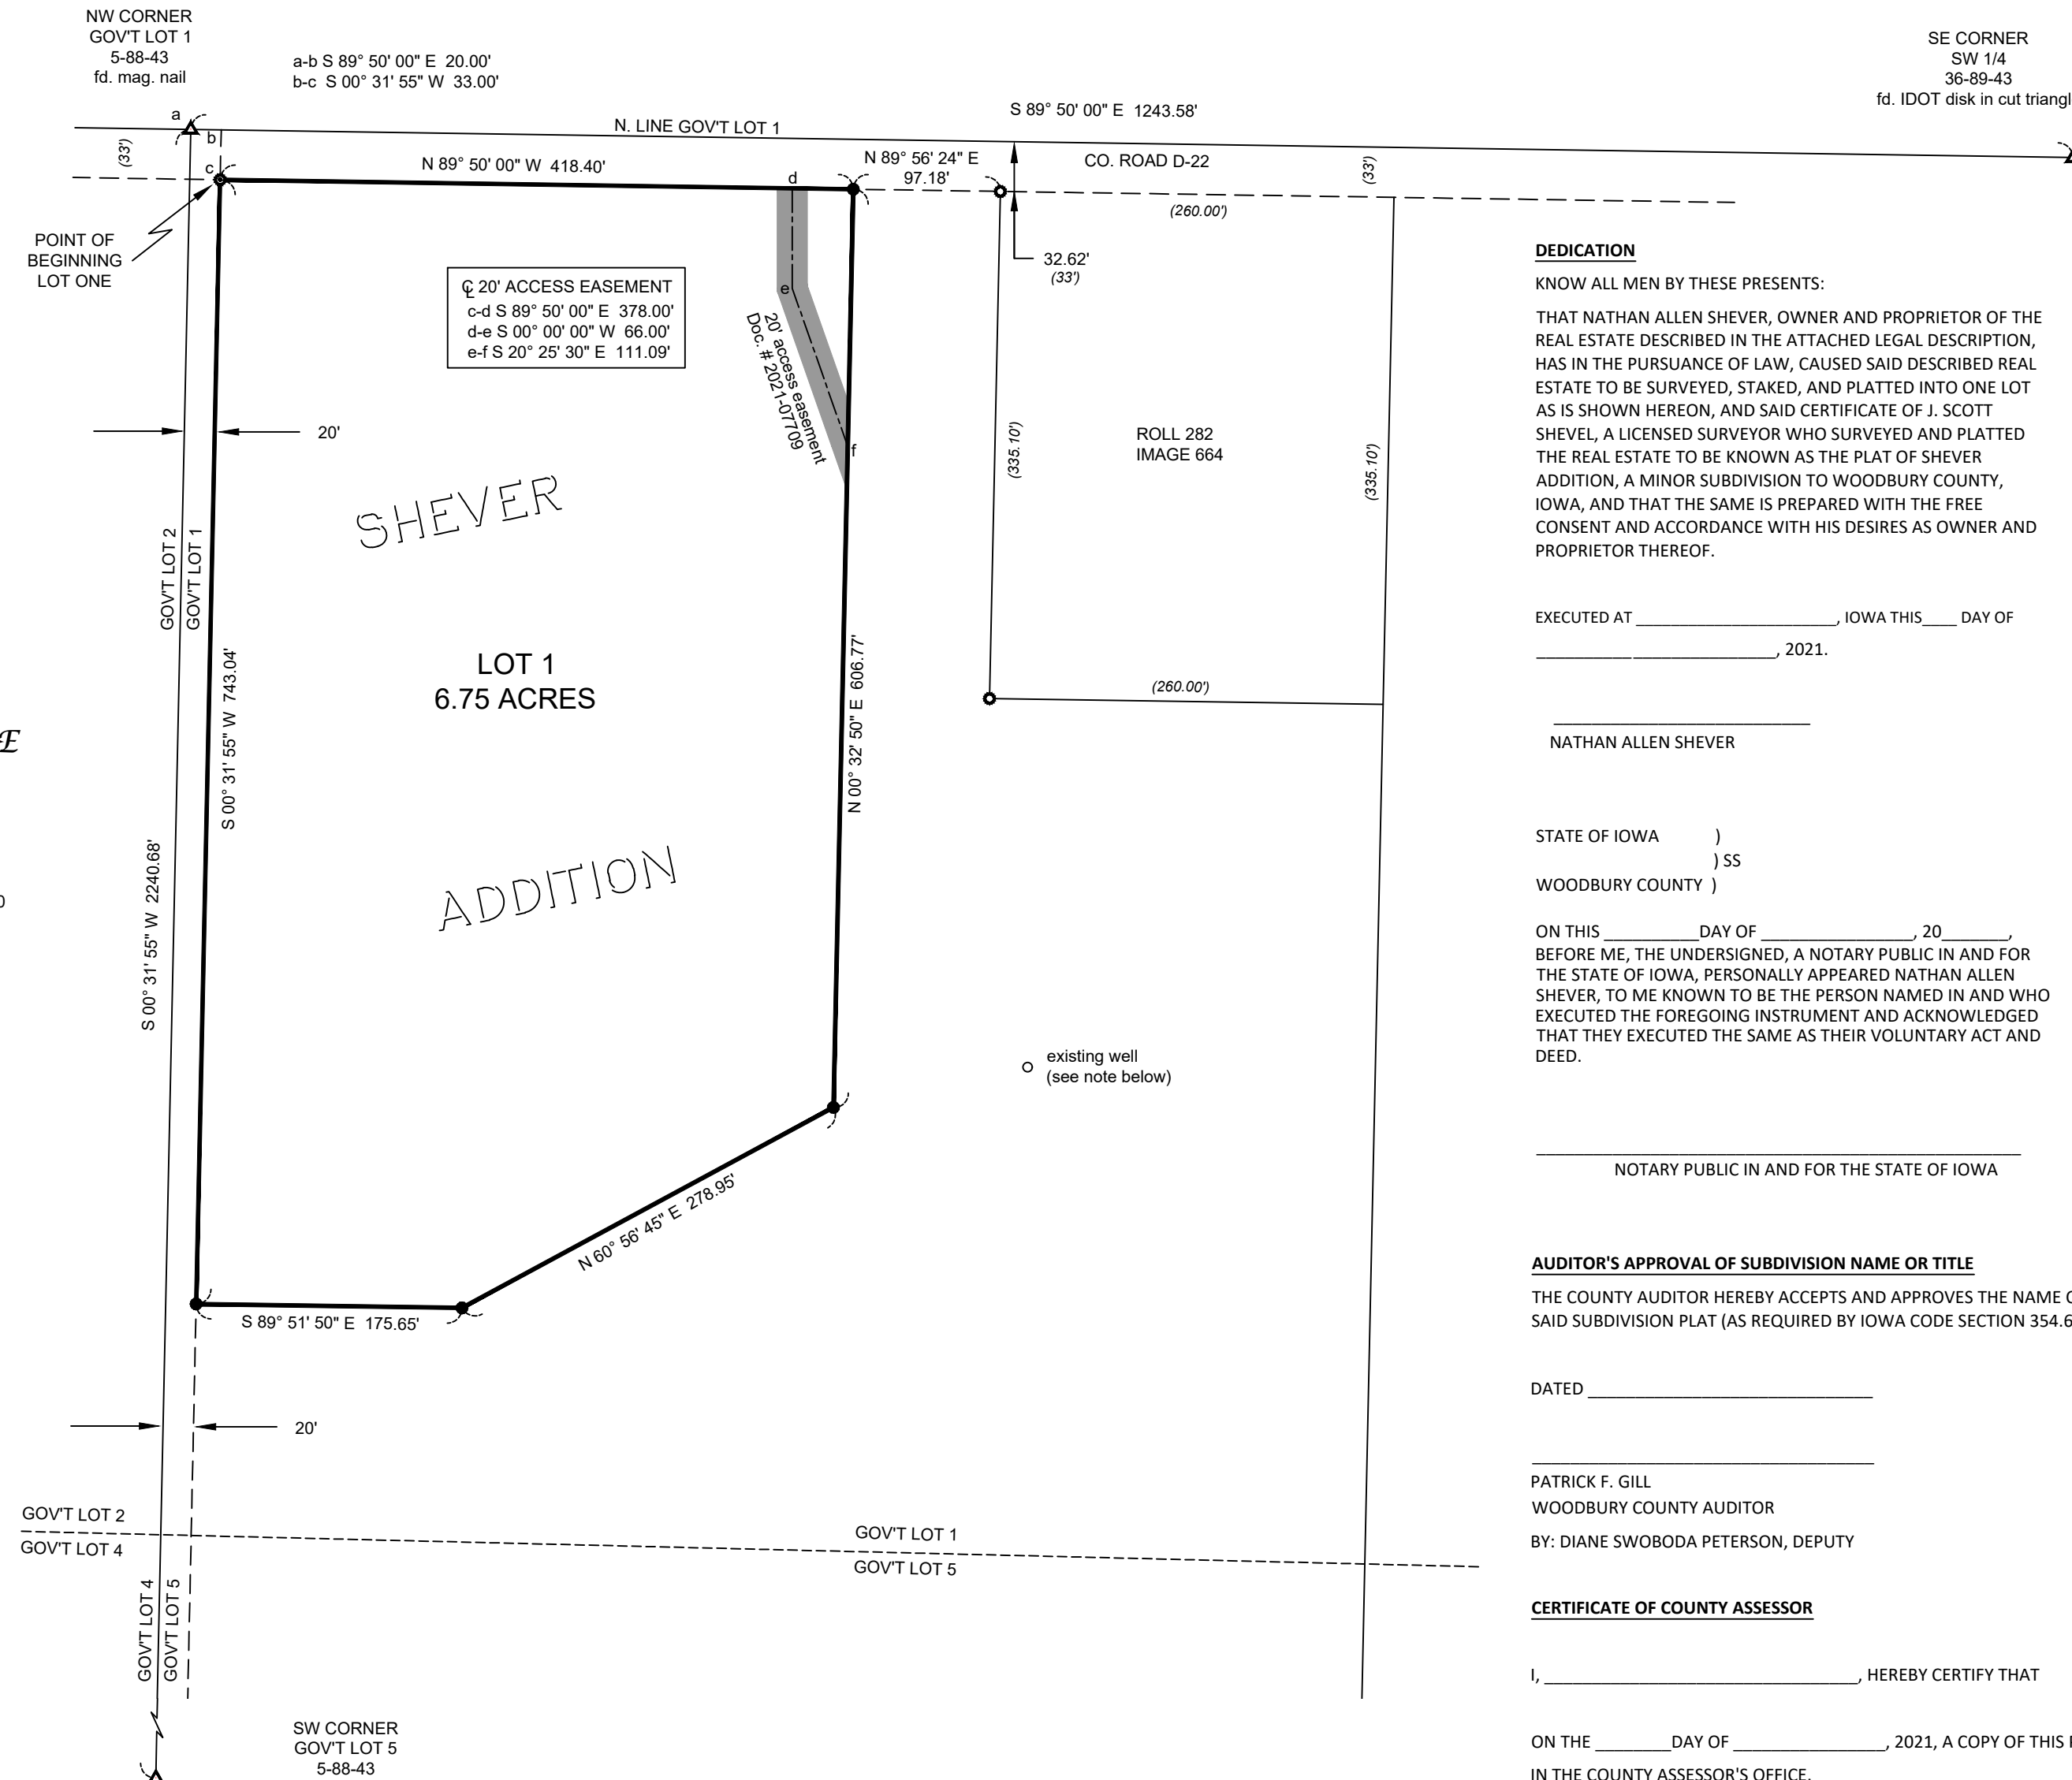 NW CORNER
GOV'T LOT 1
5-88-43
fd. mag. nail
a-b S 89° 50' 00" E 20.00'
b-c S 00° 31' 55" W 33.00'
SE CORNER
SW 1/4
36-89-43
S 89° 50' 00" E 1243.58'
fd. IDOT disk in cut triangl
a
N. LINE GOV'T LOT 1
b
(33')
c
N 89° 50' 00" W 418.40'
d
N 89° 56' 24" E
97.18'
CO. ROAD D-22
(33')
(260.00')
POINT OF
BEGINNING
LOT ONE
32.62'
(33')
℄ 20' ACCESS EASEMENT
c-d S 89° 50' 00" E 378.00'
d-e S 00° 00' 00" W 66.00'
e-f S 20° 25' 30" E 111.09'
e
20' access easement
Doc. # 2021-07709
f
20'
(335.10')
ROLL 282
IMAGE 664
(335.10')
SHEVER
GOV'T LOT 2
GOV'T LOT 1
LOT 1
6.75 ACRES
S 00° 31' 55" W 743.04'
N 00° 32' 50" E 606.77'
(260.00')
S 00° 31' 55" W 2240.68'
ADDITION
existing well
(see note below)
N 60° 56' 45" E 278.95'
S 89° 51' 50" E 175.65'
20'
GOV'T LOT 2
GOV'T LOT 4
GOV'T LOT 1
GOV'T LOT 5
GOV'T LOT 4
GOV'T LOT 5
SW CORNER
GOV'T LOT 5
5-88-43
DEDICATION
KNOW ALL MEN BY THESE PRESENTS:
THAT NATHAN ALLEN SHEVER, OWNER AND PROPRIETOR OF THE
REAL ESTATE DESCRIBED IN THE ATTACHED LEGAL DESCRIPTION,
HAS IN THE PURSUANCE OF LAW, CAUSED SAID DESCRIBED REAL
ESTATE TO BE SURVEYED, STAKED, AND PLATTED INTO ONE LOT
AS IS SHOWN HEREON, AND SAID CERTIFICATE OF J. SCOTT
SHEVEL, A LICENSED SURVEYOR WHO SURVEYED AND PLATTED
THE REAL ESTATE TO BE KNOWN AS THE PLAT OF SHEVER
ADDITION, A MINOR SUBDIVISION TO WOODBURY COUNTY,
IOWA, AND THAT THE SAME IS PREPARED WITH THE FREE
CONSENT AND ACCORDANCE WITH HIS DESIRES AS OWNER AND
PROPRIETOR THEREOF.
EXECUTED AT ______________________, IOWA THIS____ DAY OF
_________________________, 2021.
___________________________
NATHAN ALLEN SHEVER
STATE OF IOWA )
) SS
WOODBURY COUNTY )
ON THIS __________DAY OF ________________, 20_______,
BEFORE ME, THE UNDERSIGNED, A NOTARY PUBLIC IN AND FOR
THE STATE OF IOWA, PERSONALLY APPEARED NATHAN ALLEN
SHEVER, TO ME KNOWN TO BE THE PERSON NAMED IN AND WHO
EXECUTED THE FOREGOING INSTRUMENT AND ACKNOWLEDGED
THAT THEY EXECUTED THE SAME AS THEIR VOLUNTARY ACT AND
DEED.
___________________________________________________
NOTARY PUBLIC IN AND FOR THE STATE OF IOWA
AUDITOR'S APPROVAL OF SUBDIVISION NAME OR TITLE
THE COUNTY AUDITOR HEREBY ACCEPTS AND APPROVES THE NAME
SAID SUBDIVISION PLAT (AS REQUIRED BY IOWA CODE SECTION 354.6
DATED ______________________________
____________________________________
PATRICK F. GILL
WOODBURY COUNTY AUDITOR
BY: DIANE SWOBODA PETERSON, DEPUTY
CERTIFICATE OF COUNTY ASSESSOR
I, _________________________________, HEREBY CERTIFY THAT
ON THE ________DAY OF ________________, 2021, A COPY OF THIS
IN THE COUNTY ASSESSOR'S OFFICE.